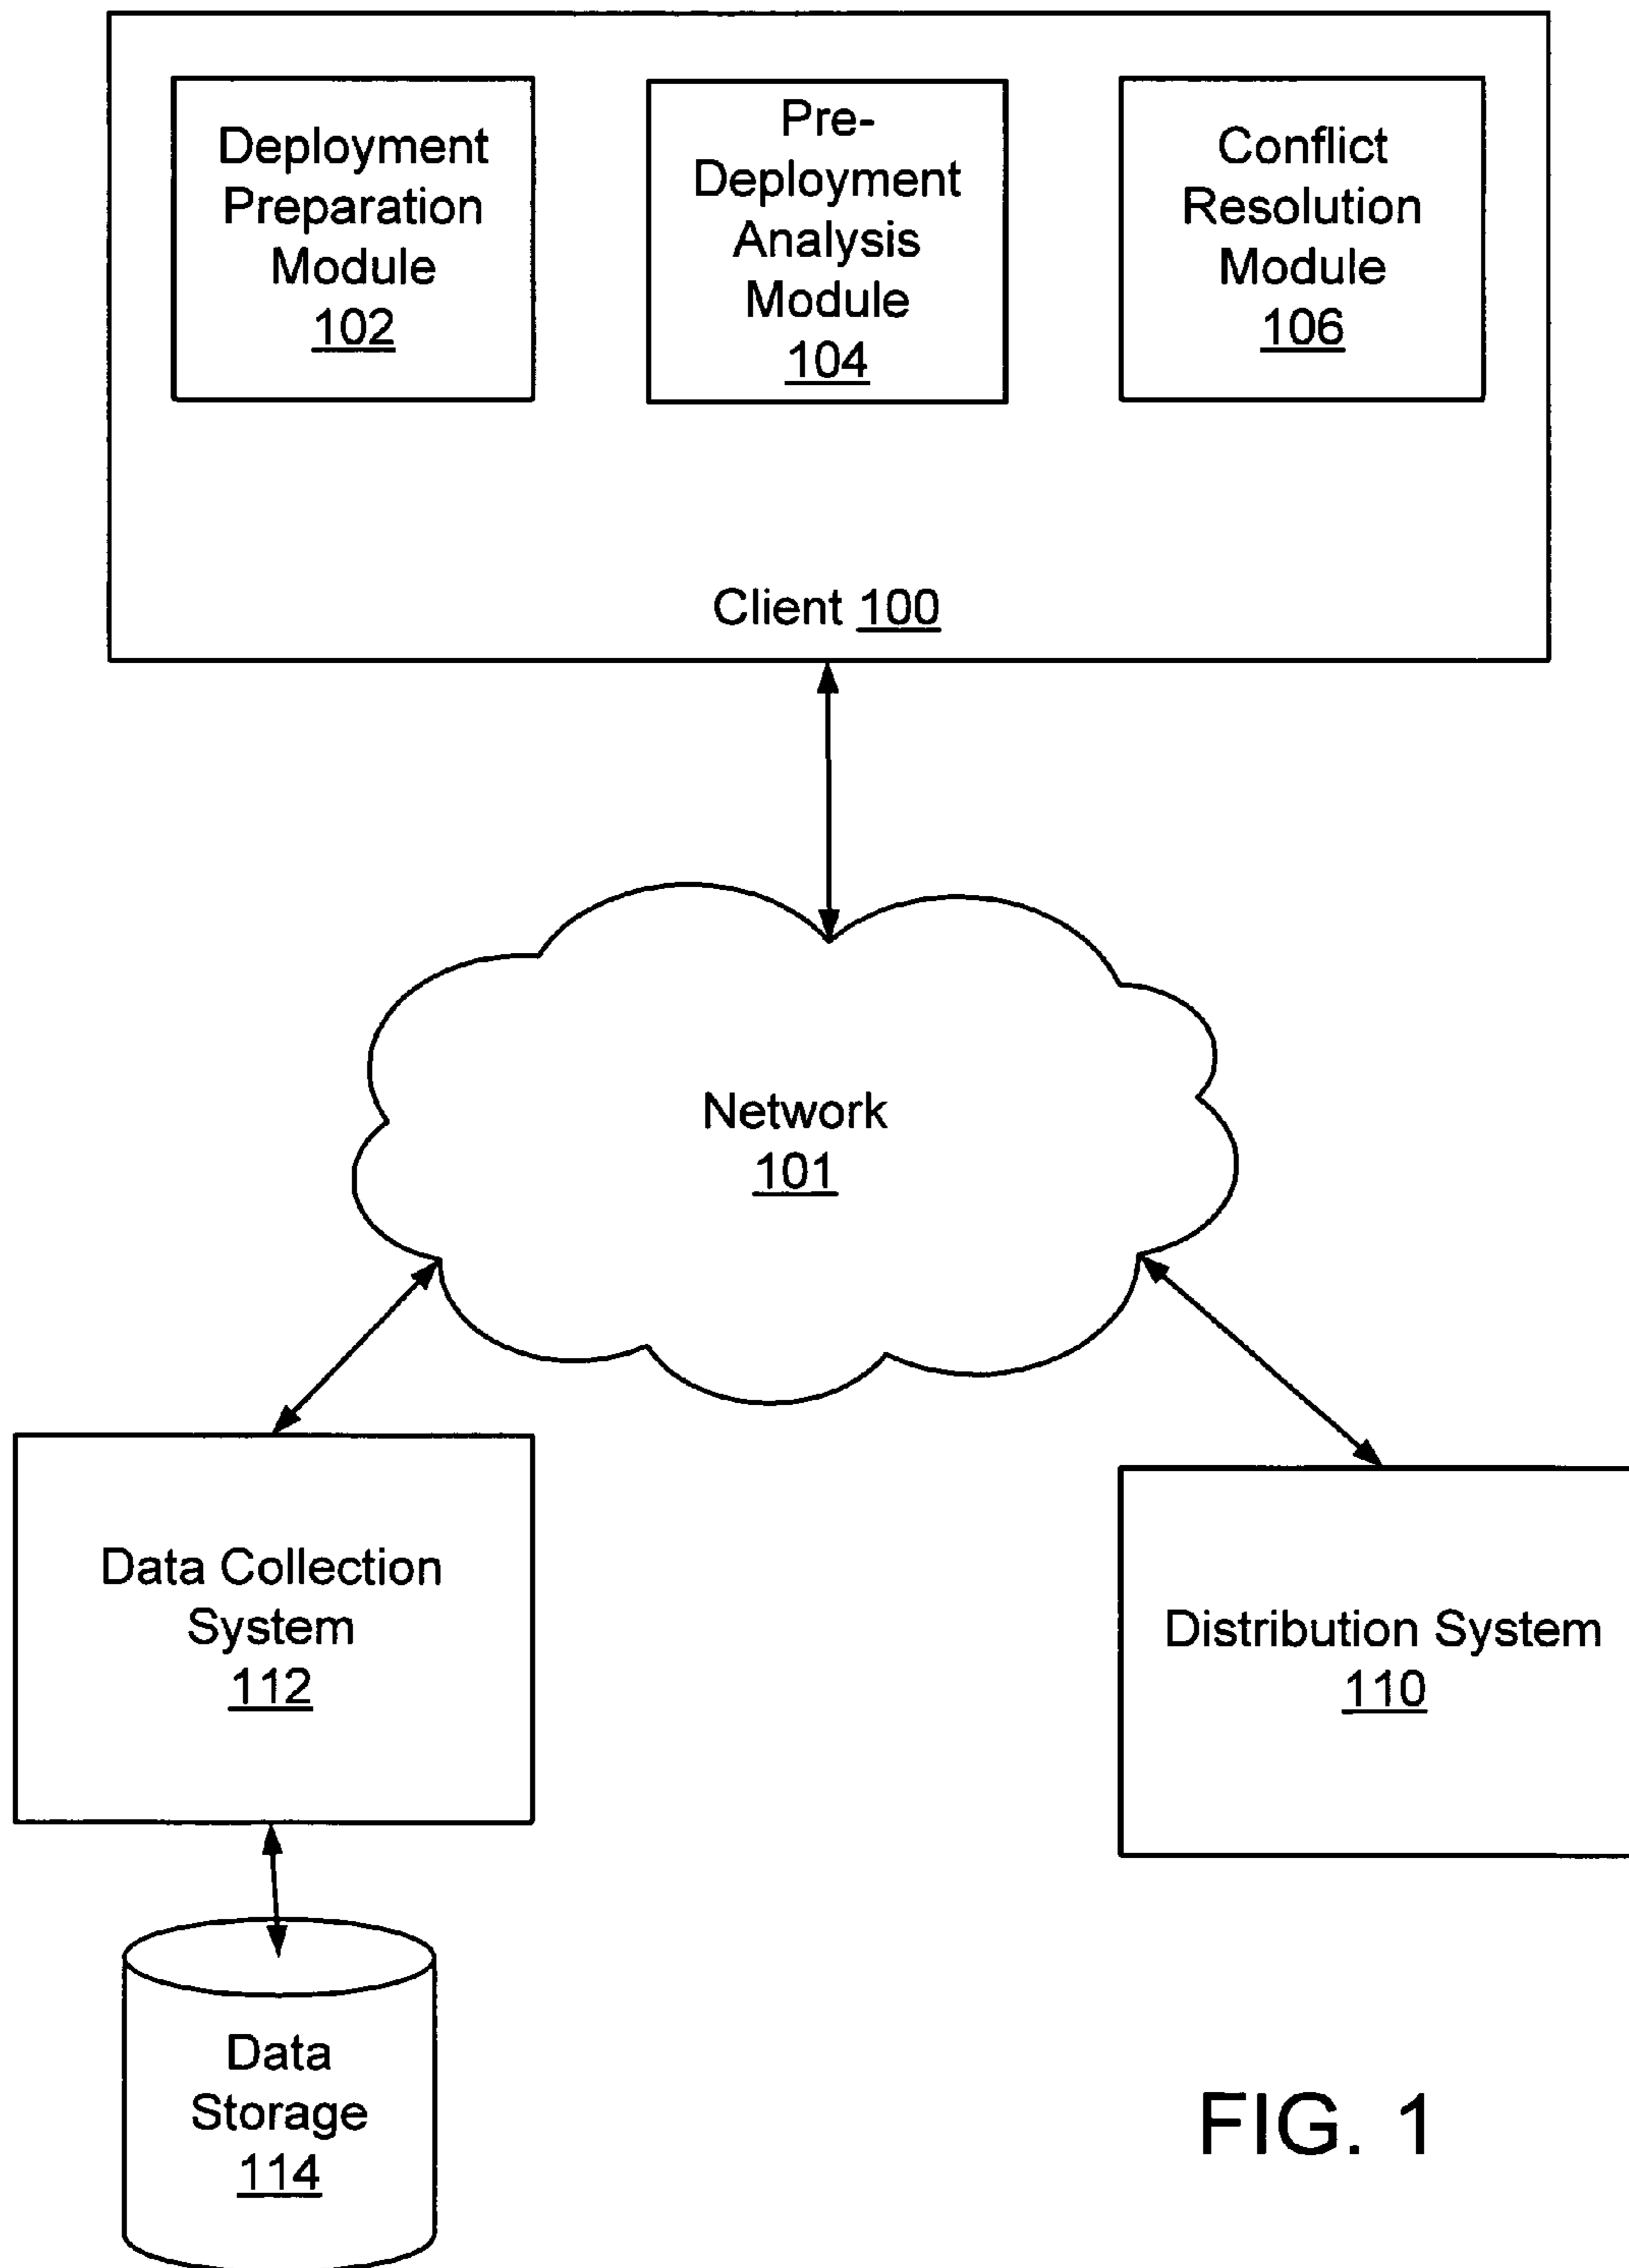 Deployment
Preparation
Module
102
Pre-
Deployment
Analysis
Module
104
Conflict
Resolution
Module
106
Client 100
Network
101
Data Collection
System
112
Distribution System
110
Data
Storage
114
FIG. 1